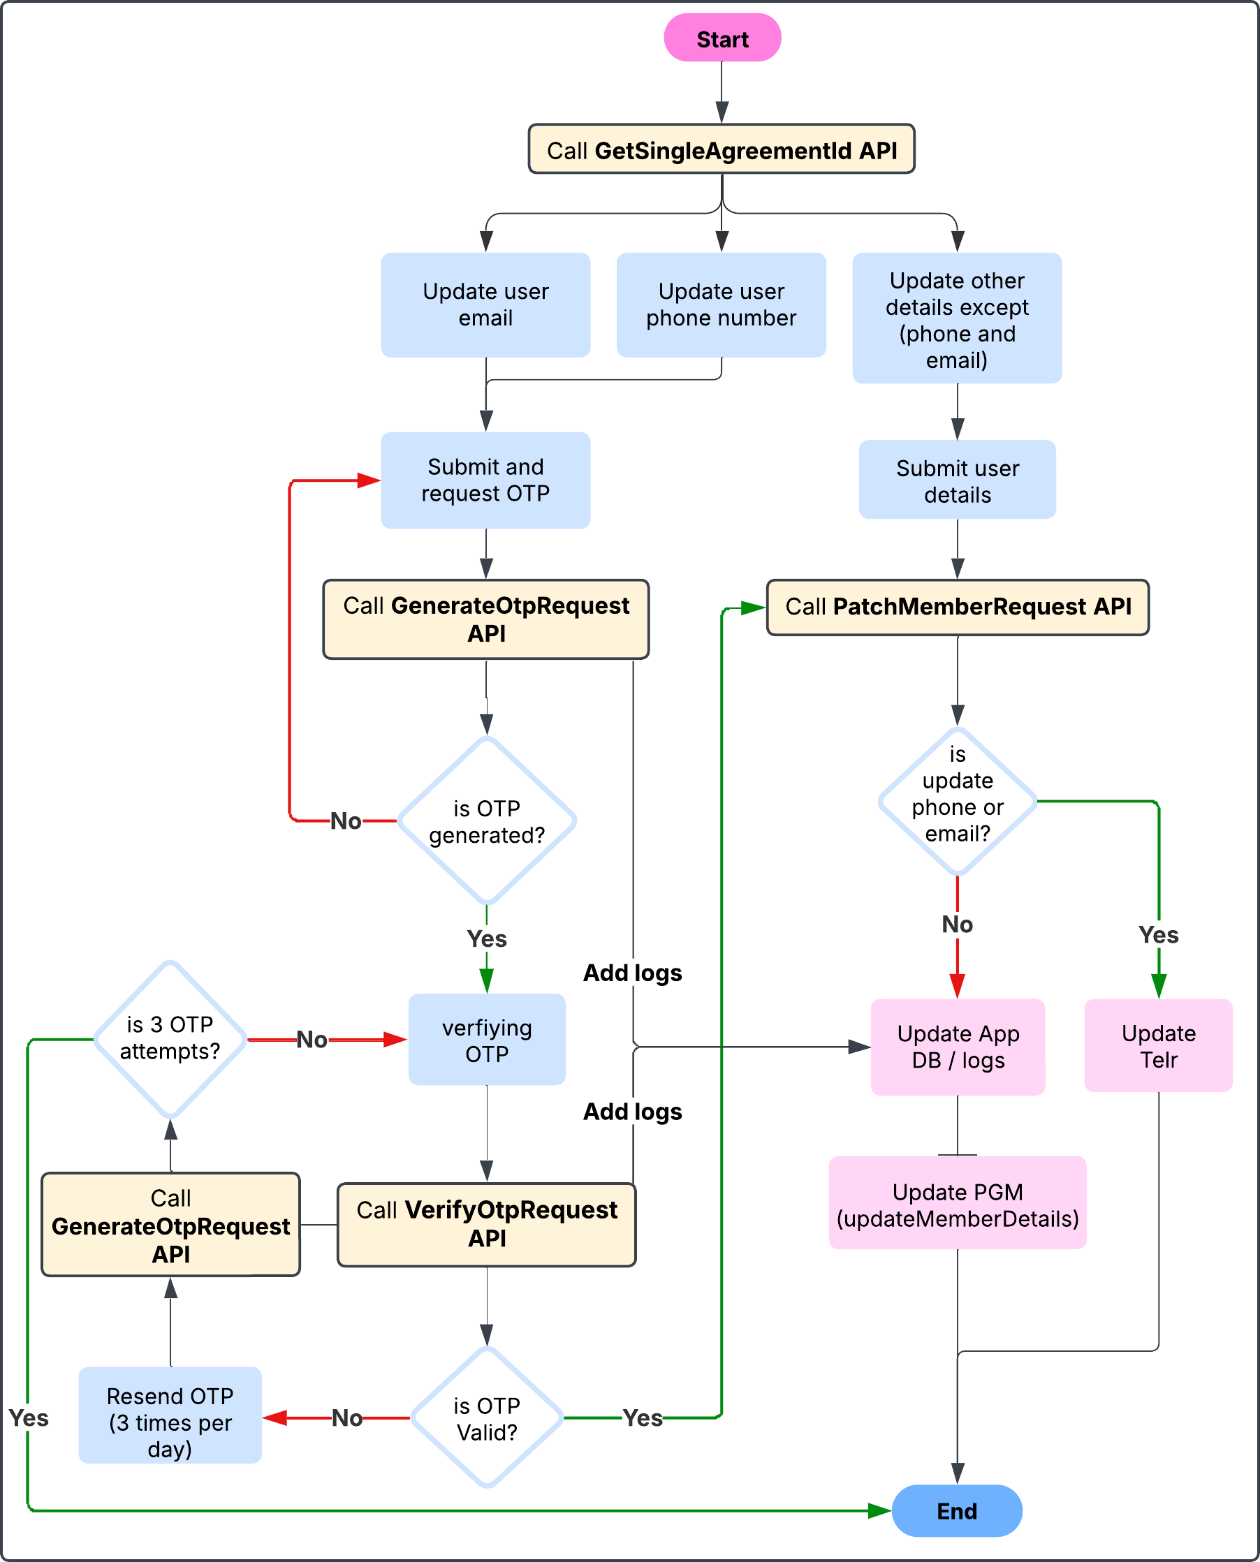 Start
Call GetSingleAgreementId API
Update user
email
Update user
phone number
Update other
details except
(phone and
email)
Submit and
request OTP
Submit user
details
Call GenerateOtpRequest
API
Call PatchMemberRequest API
is OTP
generated?
No
Yes
is
update
phone or
email?
No
Yes
Add logs
is 3 OTP
attempts?
No
verfiying
OTP
Update App
DB / logs
Update
Telr
Add logs
Call
GenerateOtpRequest
API
Call VerifyOtpRequest
API
Update PGM
(updateMemberDetails)
Yes
Resend OTP
(3 times per
day)
No
is OTP
Valid?
Yes
End